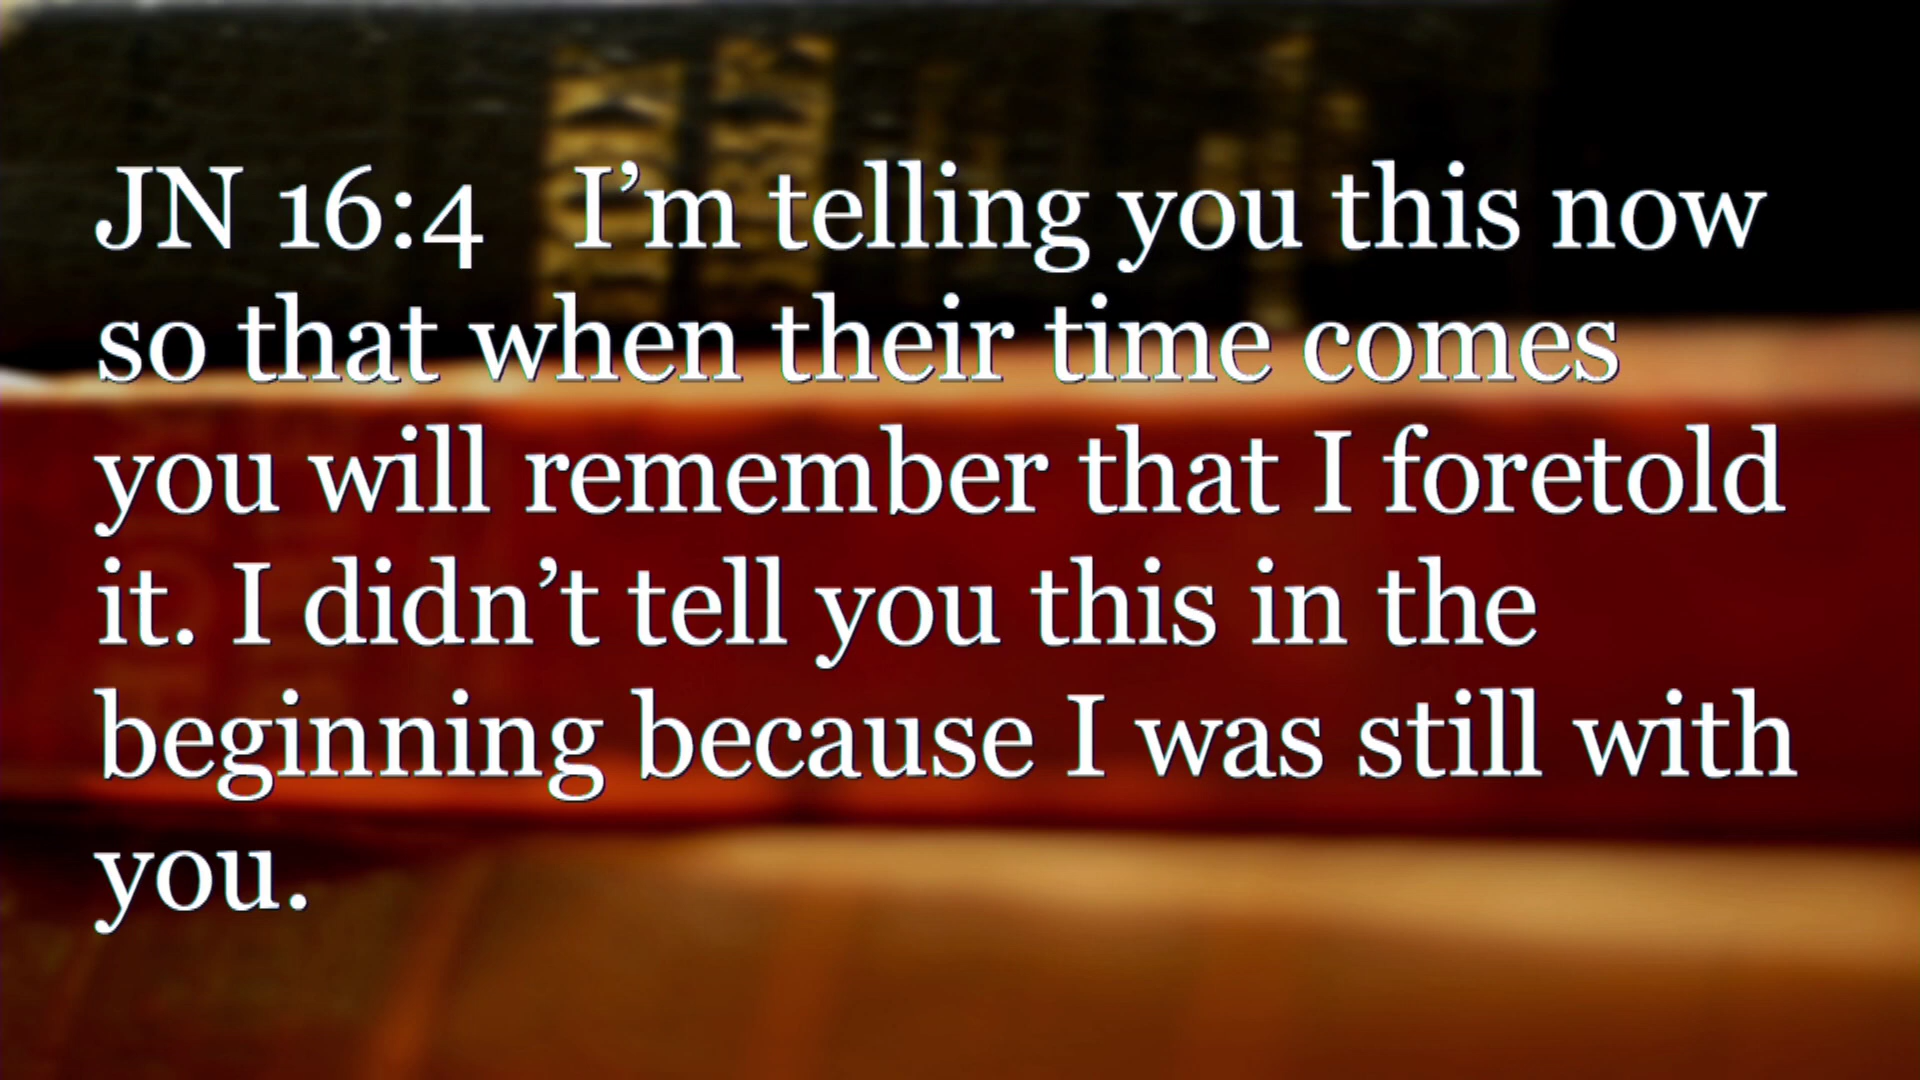 JN 16:4 I’m telling you this now
so that when their time comes
you will remember that I foretold
it. I didn’t tell you this in the
beginning because I was still with
you.